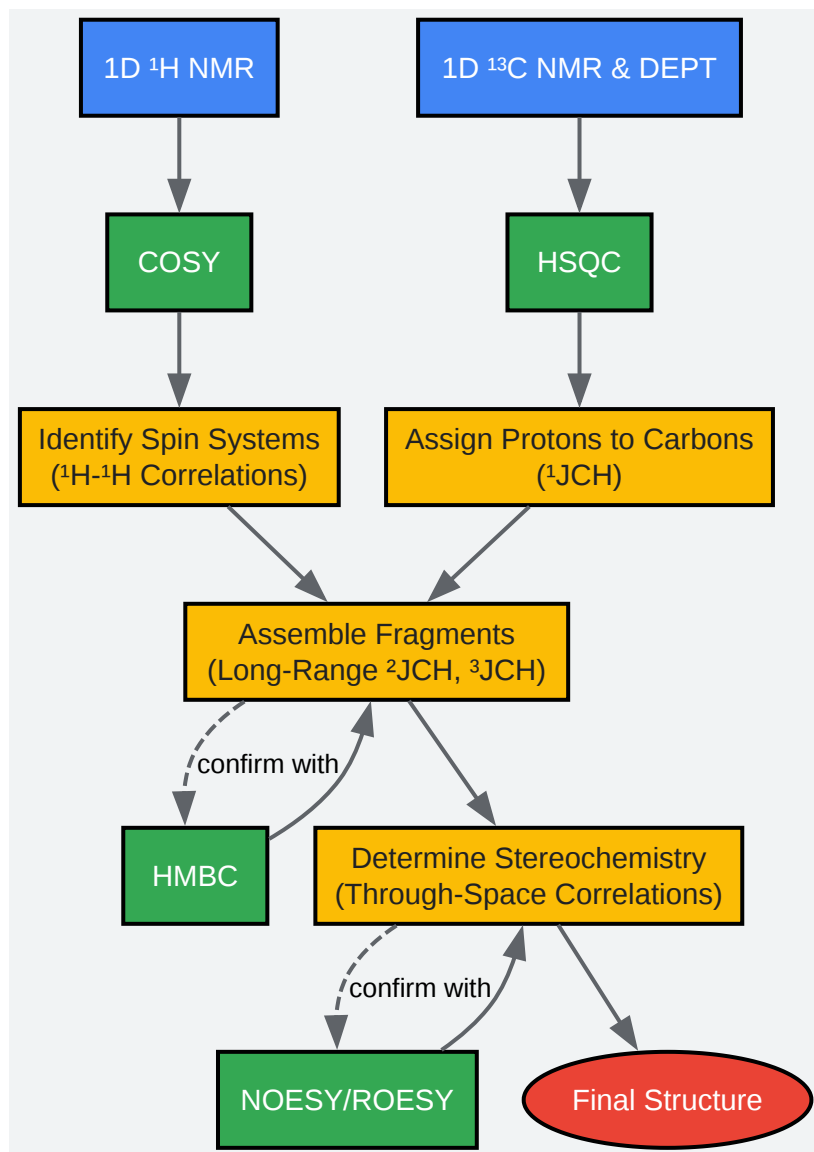 1D ¹H NMR
1D ¹³C NMR & DEPT
COSY
HSQC
Identify Spin Systems
(¹H-¹H Correlations)
Assign Protons to Carbons
(¹JCH)
Assemble Fragments
(Long-Range ²JCH, ³JCH)
confirm with
HMBC
Determine Stereochemistry
(Through-Space Correlations)
confirm with
NOESY/ROESY
Final Structure